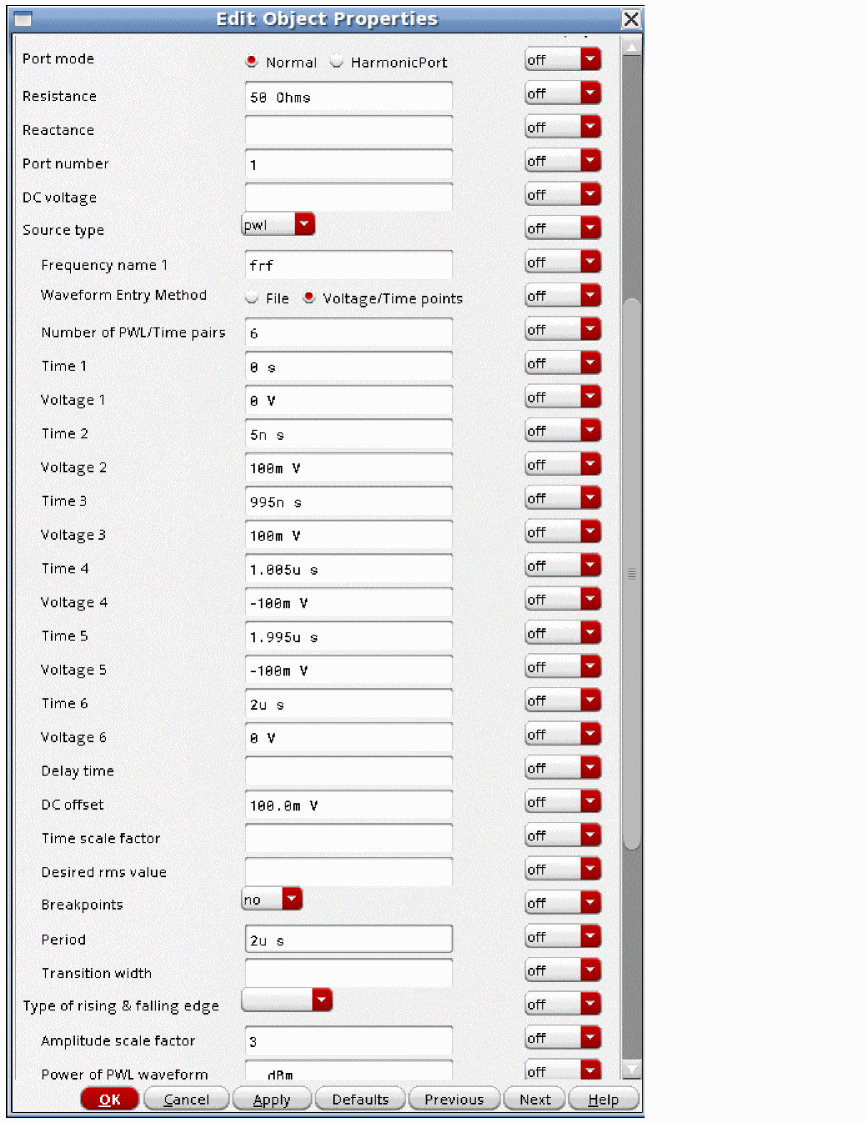 Edit Object Properties
Port mode Normal HarmonicPort off
Resistance 50 Ohms off
Reactance off
Port number 1 off
DC voltage off
Source type pwl off
Frequency name 1 frf off
Waveform Entry Method File Voltage/Time points off
Number of PWL/Time pairs 6 off
Time 1 0 s off
Voltage 1 0 V off
Time 2 5n s off
Voltage 2 100m V off
Time 3 995n s off
Voltage 3 100m V off
Time 4 1.005u s off
Voltage 4 -100m V off
Time 5 1.995u s off
Voltage 5 -100m V off
Time 6 2u s off
Voltage 6 0 V off
Delay time off
DC offset 100.0m V off
Time scale factor off
Desired rms value off
Breakpoints no off
Period 2u s off
Transition width off
Type of rising & falling edge off
Amplitude scale factor 3 off
Power of PWL waveform dBm off
OK Cancel Apply Defaults Previous Next Help